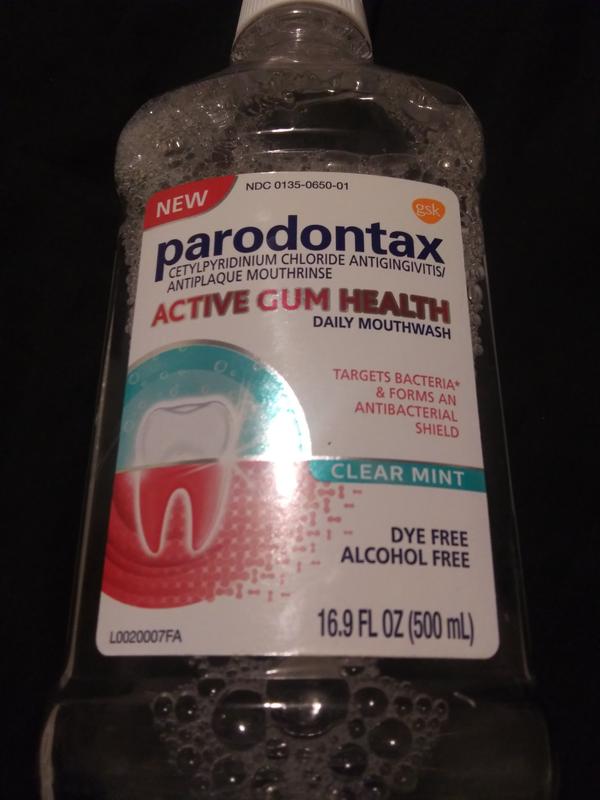 NEW
NDC 0135-0650-01
gsk
parodontax
CETYLPYRIDINIUM CHLORIDE ANTIGINGIVITIS/
ANTIPLAQUE MOUTHRINSE
ACTIVE GUM HEALTH
DAILY MOUTHWASH
TARGETS BACTERIA*
& FORMS AN
ANTIBACTERIAL
SHIELD
CLEAR MINT
DYE FREE
ALCOHOL FREE
16.9 FL OZ (500 mL)
L0020007FA